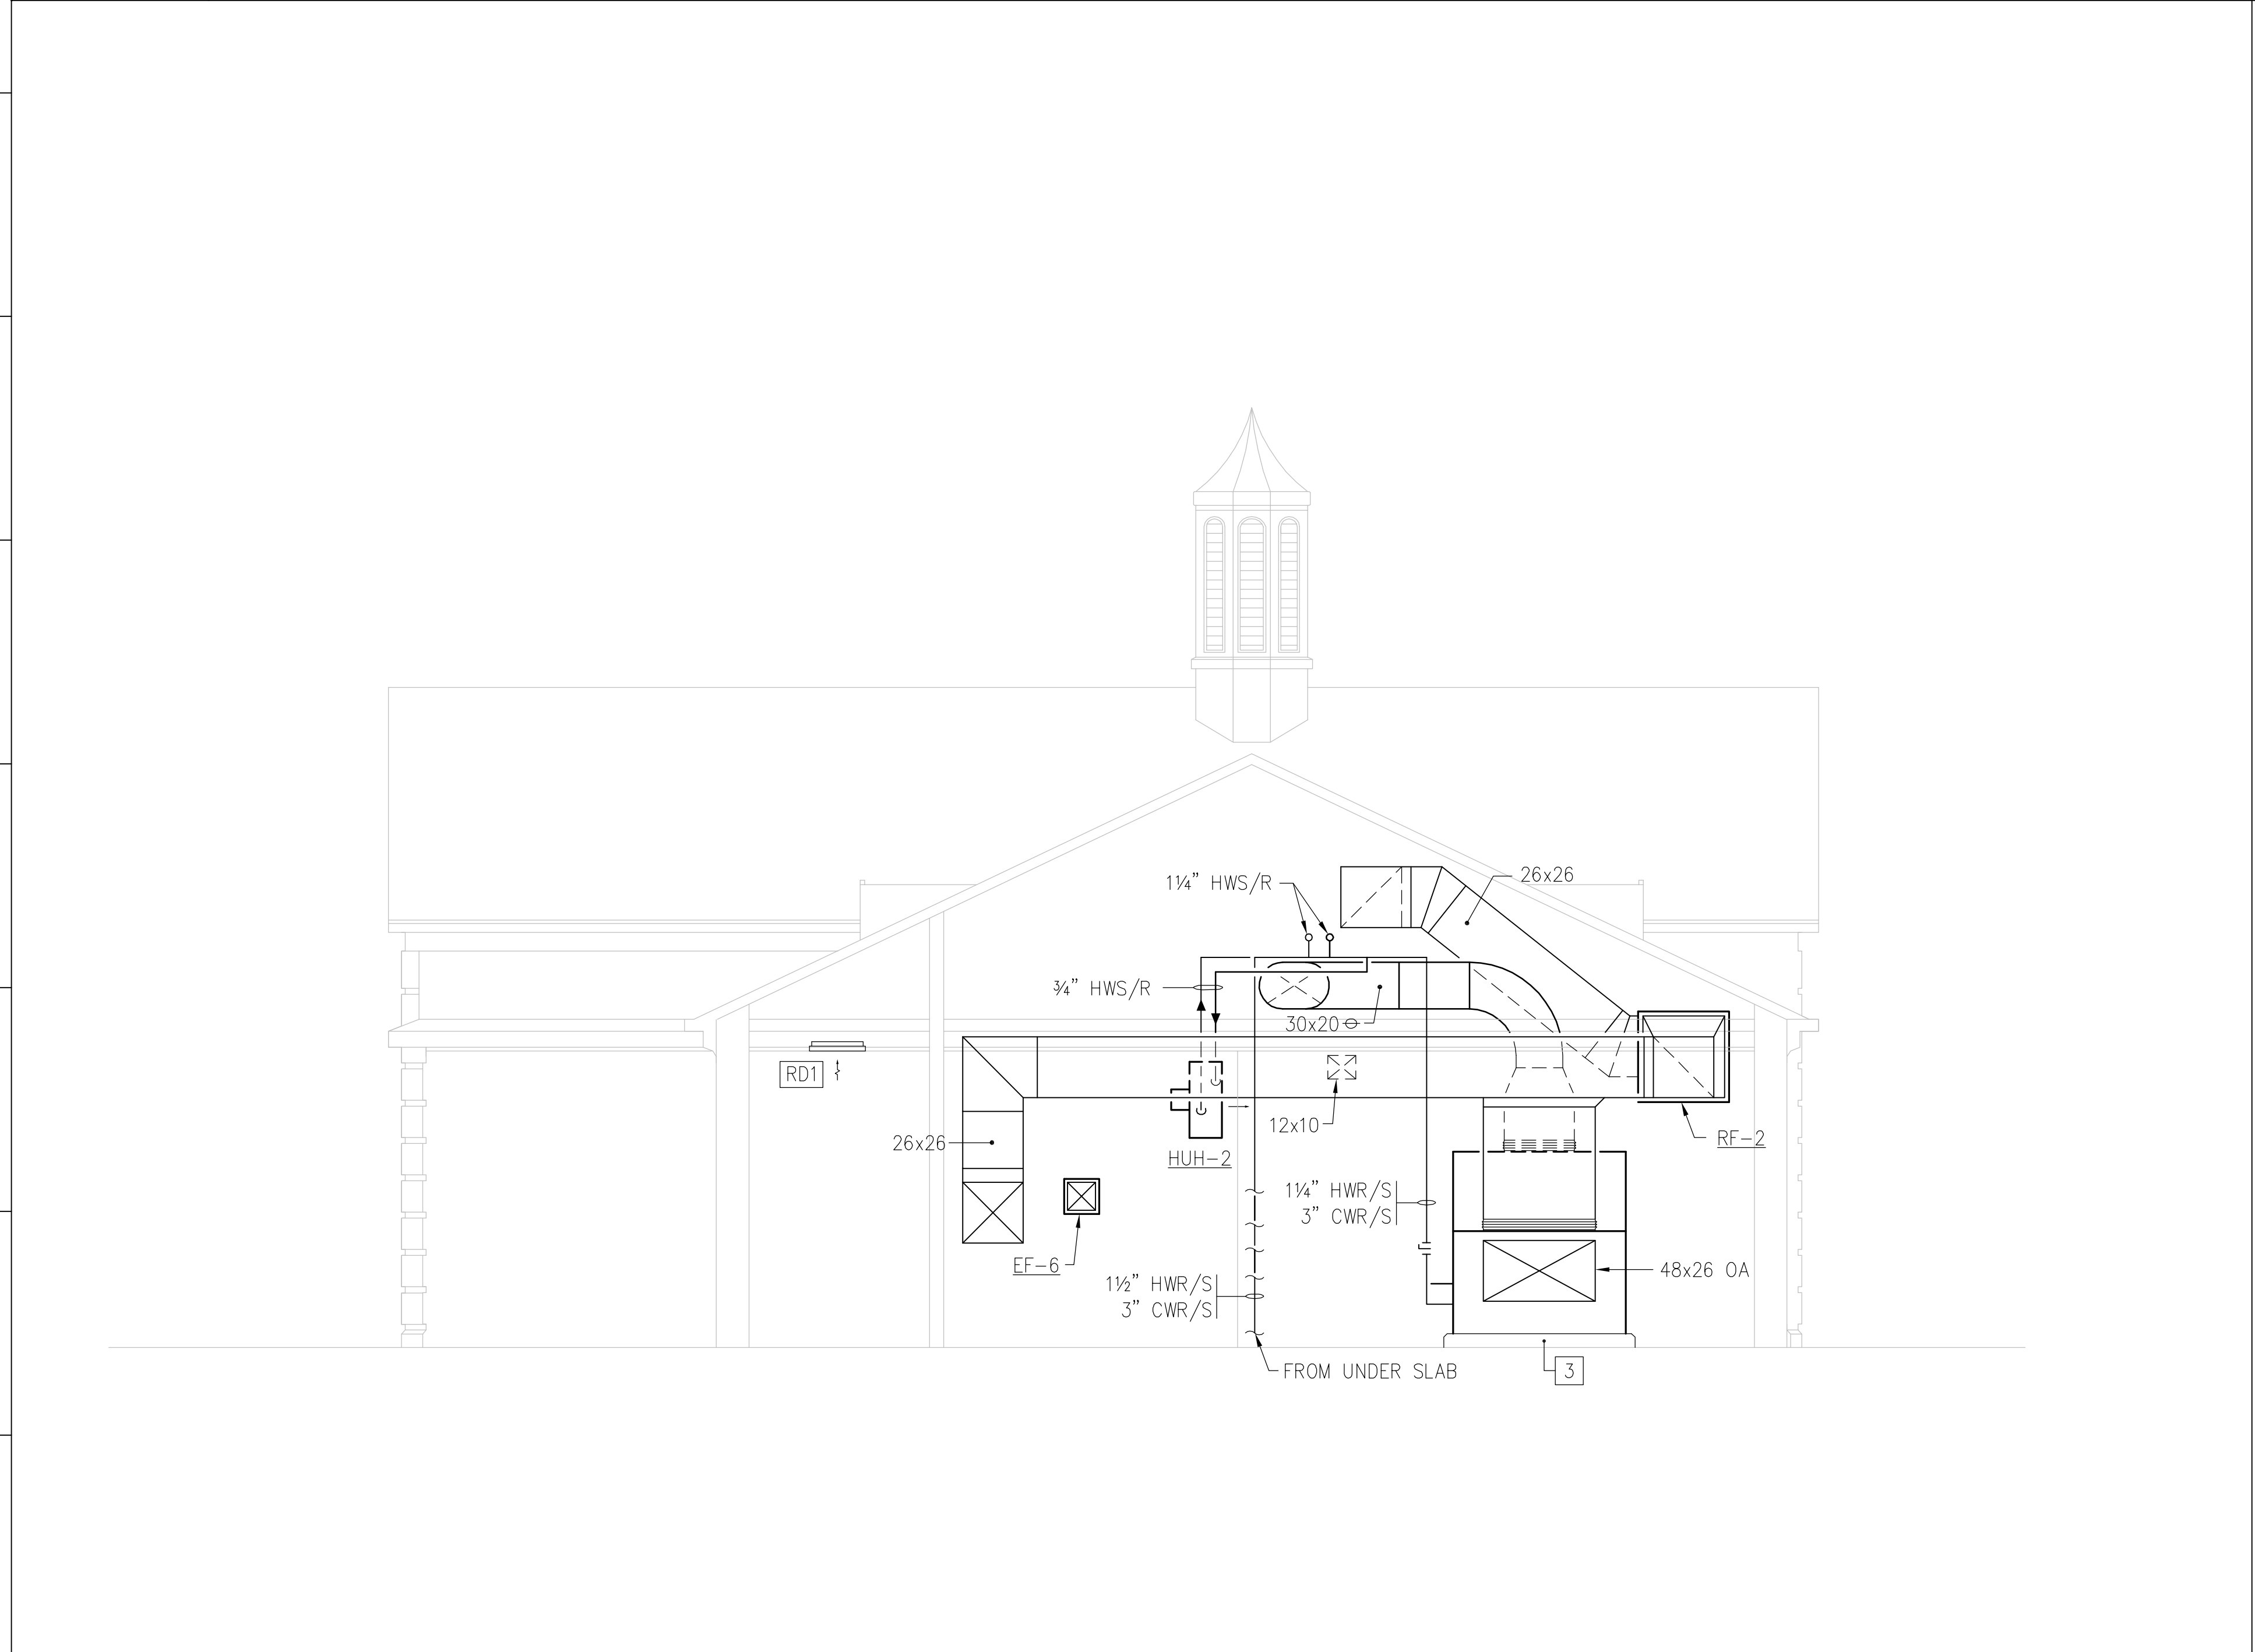 26x26
1¼” HWS/R
¾” HWS/R
30x20
RD1
12x10
26x26
HUH-2
RF-2
1¼” HWR/S
3” CWR/S
EF-6
48x26 OA
1½” HWR/S
3” CWR/S
FROM UNDER SLAB
3